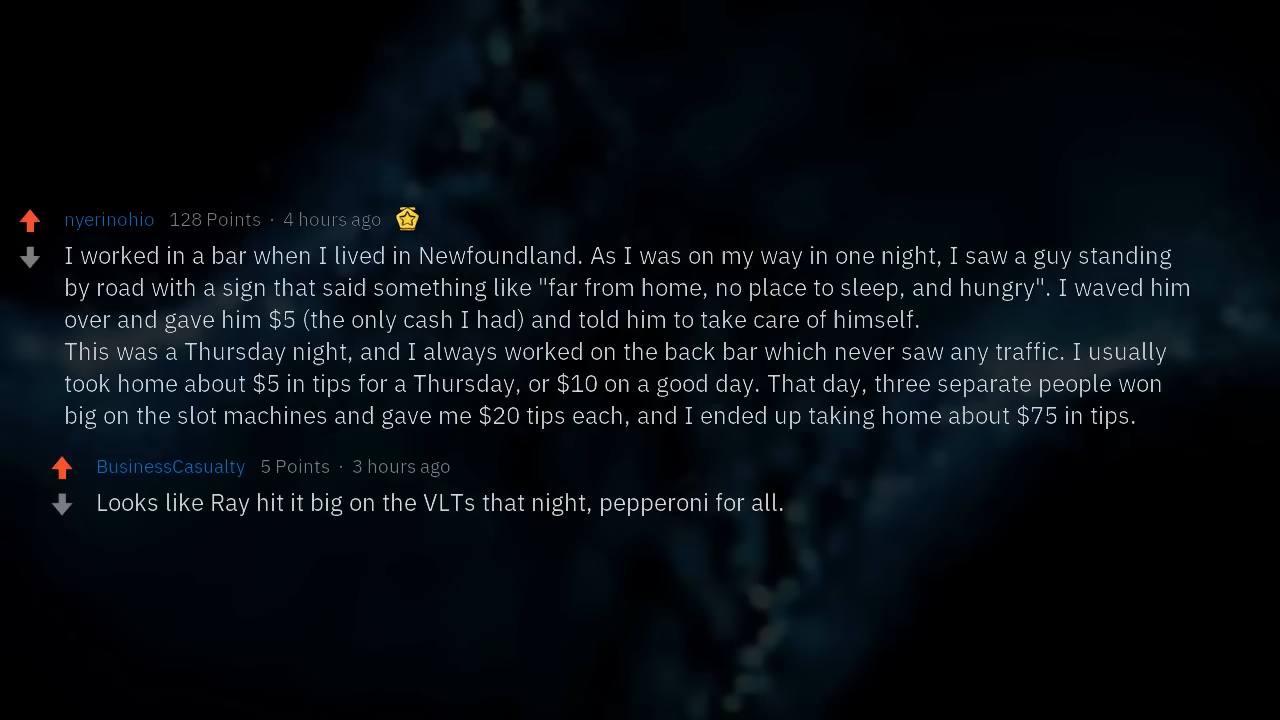 nyerinohio 128 Points · 4 hours ago
I worked in a bar when I lived in Newfoundland. As I was on my way in one night, I saw a guy standing
by road with a sign that said something like "far from home, no place to sleep, and hungry". I waved him
over and gave him $5 (the only cash I had) and told him to take care of himself.
This was a Thursday night, and I always worked on the back bar which never saw any traffic. I usually
took home about $5 in tips for a Thursday, or $10 on a good day. That day, three separate people won
big on the slot machines and gave me $20 tips each, and I ended up taking home about $75 in tips.
BusinessCasualty 5 Points · 3 hours ago
Looks like Ray hit it big on the VLTs that night, pepperoni for all.